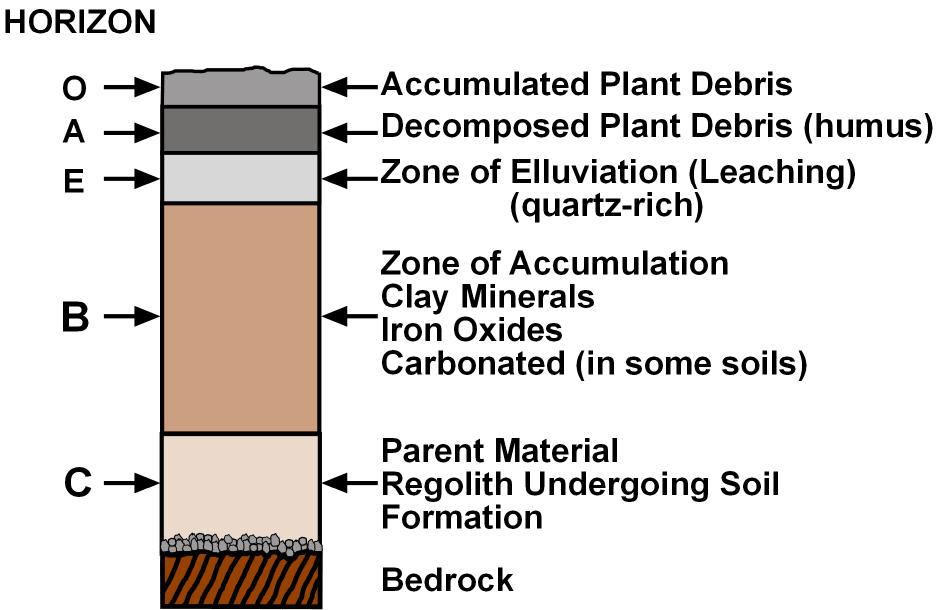 HORIZON
O Accumulated Plant Debris
A Decomposed Plant Debris (humus)
E Zone of Elluviation (Leaching)
(quartz-rich)
Zone of Accumulation
Clay Minerals
B Iron Oxides
Carbonated (in some soils)
Parent Material
C Regolith Undergoing Soil
Formation
Bedrock